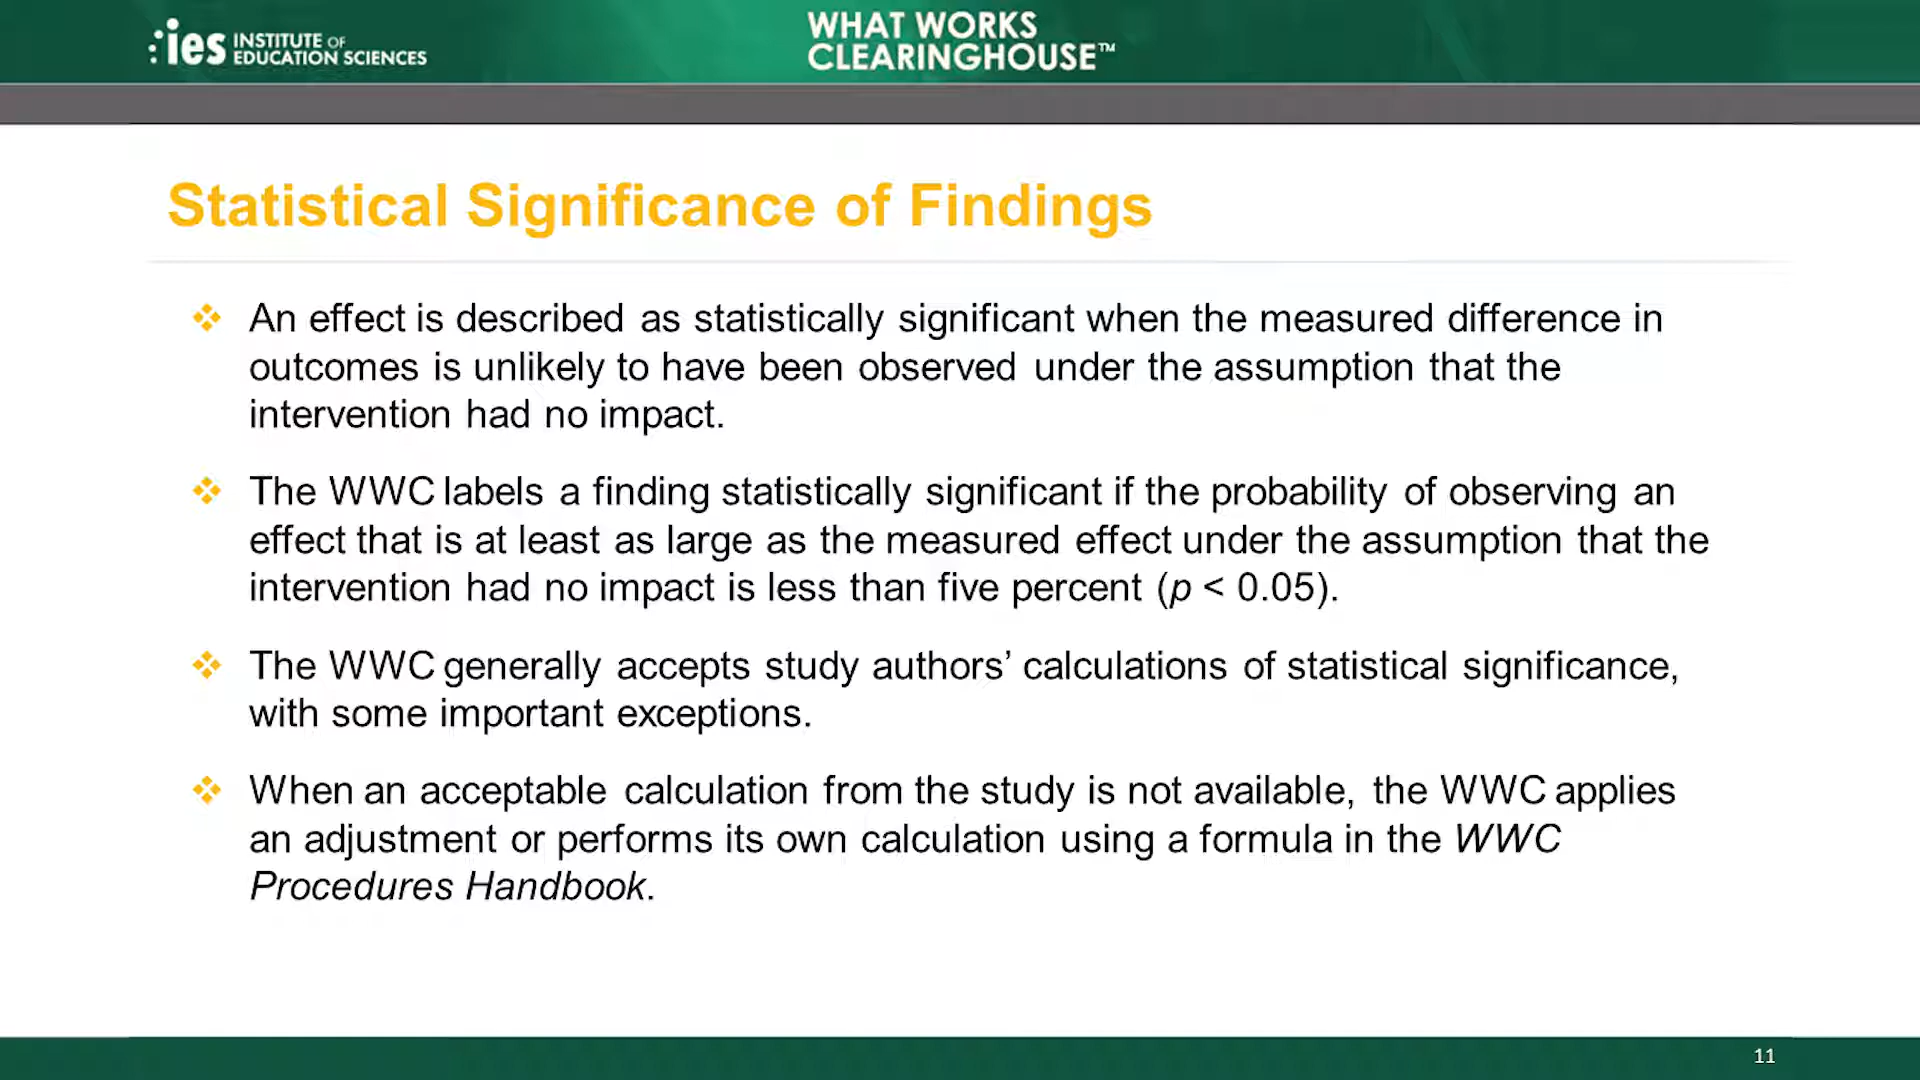 ies INSTITUTE OF
EDUCATION SCIENCES
WHAT WORKS
CLEARINGHOUSE™
Statistical Significance of Findings
❖ An effect is described as statistically significant when the measured difference in
outcomes is unlikely to have been observed under the assumption that the
intervention had no impact.
❖ The WWC labels a finding statistically significant if the probability of observing an
effect that is at least as large as the measured effect under the assumption that the
intervention had no impact is less than five percent (p < 0.05).
❖ The WWC generally accepts study authors’ calculations of statistical significance,
with some important exceptions.
❖ When an acceptable calculation from the study is not available, the WWC applies
an adjustment or performs its own calculation using a formula in the WWC
Procedures Handbook.
11